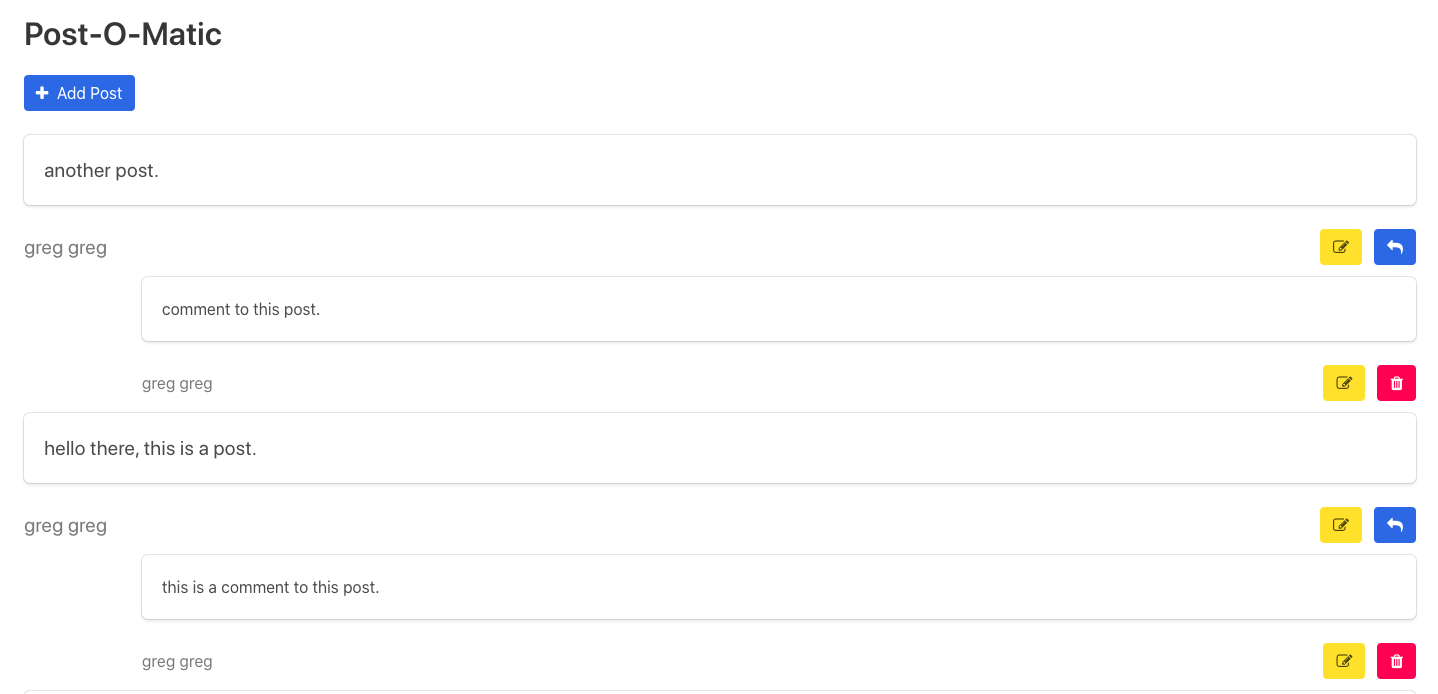 Post-O-Matic
Add Post
another post.
greg greg
comment to this post.
greg greg
hello there, this is a post.
greg greg
this is a comment to this post.
greg greg